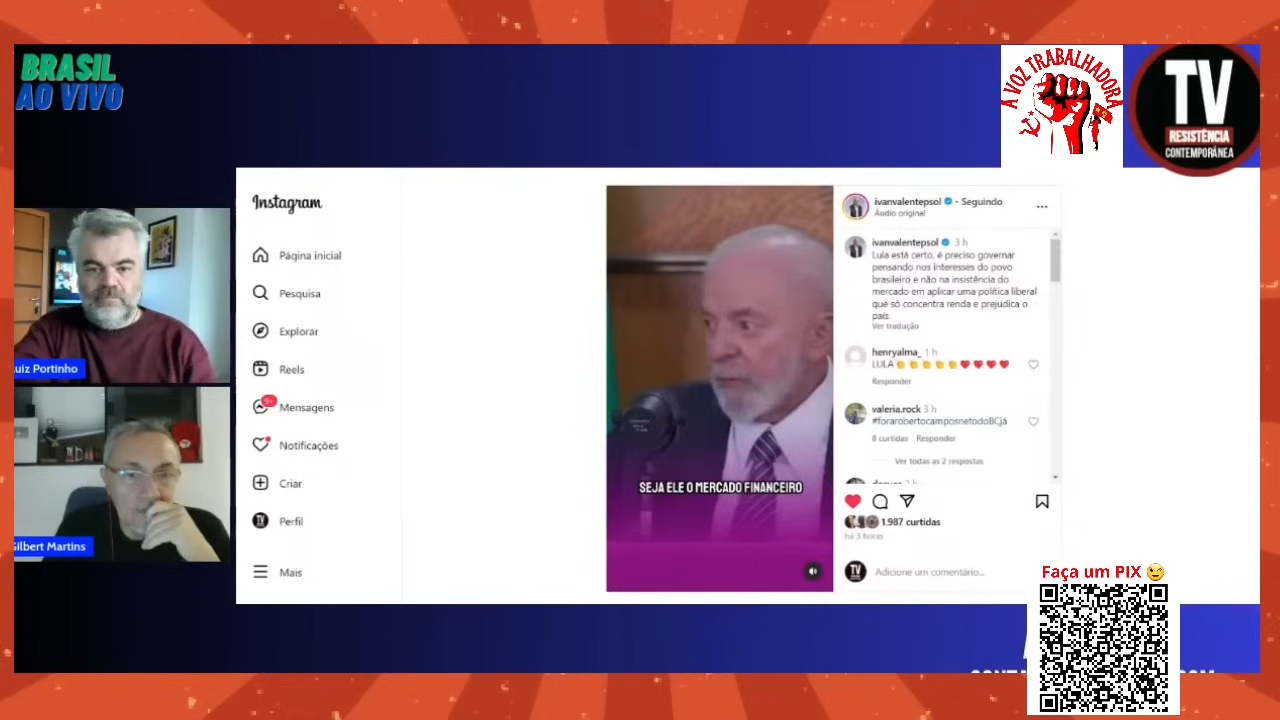 BRASIL
AO VIVO
A VOZ TRABALHADORA
TV
RESISTÊNCIA
CONTEMPORÂNEA
Instagram
Página inicial
Pesquisa
Explorar
Reels
9+
Mensagens
Notificações
Criar
Perfil
Mais
uiz Portinho
Gilbert Martins
SEJA ELE O MERCADO FINANCEIRO
ivanvalentepsol - Seguindo
Áudio original
ivanvalentepsol 3 h
Lula está certo, é preciso governar
pensando nos interesses do povo
brasileiro e não na insistência do
mercado em aplicar uma política liberal
que só concentra renda e prejudica o
país.
Ver tradução
henryalma_ 1 h
LULA 👏👏👏👏👏❤️❤️❤️❤️
Responder
valeria.rock 3 h
#forarobertocamposnetodoBCjá
8 curtidas Responder
Ver todas as 2 respostas
1.987 curtidas
há 3 horas
Adicione um comentário...
Faça um PIX 😉